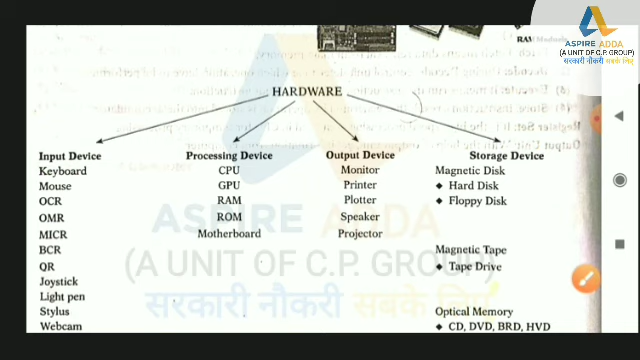 RAM Modules
ASPIRE ADDA
(A UNIT OF C.P. GROUP)
सरकारी नौकरी सबके लिए
HARDWARE
Input Device
Keyboard
Mouse
OCR
OMR
MICR
BCR
QR
Joystick
Light pen
Stylus
Webcam
Processing Device
CPU
GPU
RAM
ROM
Motherboard
Output Device
Monitor
Printer
Plotter
Speaker
Projector
Storage Device
Magnetic Disk
◆ Hard Disk
◆ Floppy Disk
Magnetic Tape
◆ Tape Drive
Optical Memory
◆ CD, DVD, BRD, HVD
ASPIRE ADDA
(A UNIT OF C.P. GROUP)
सरकारी नौकरी सबके लिए